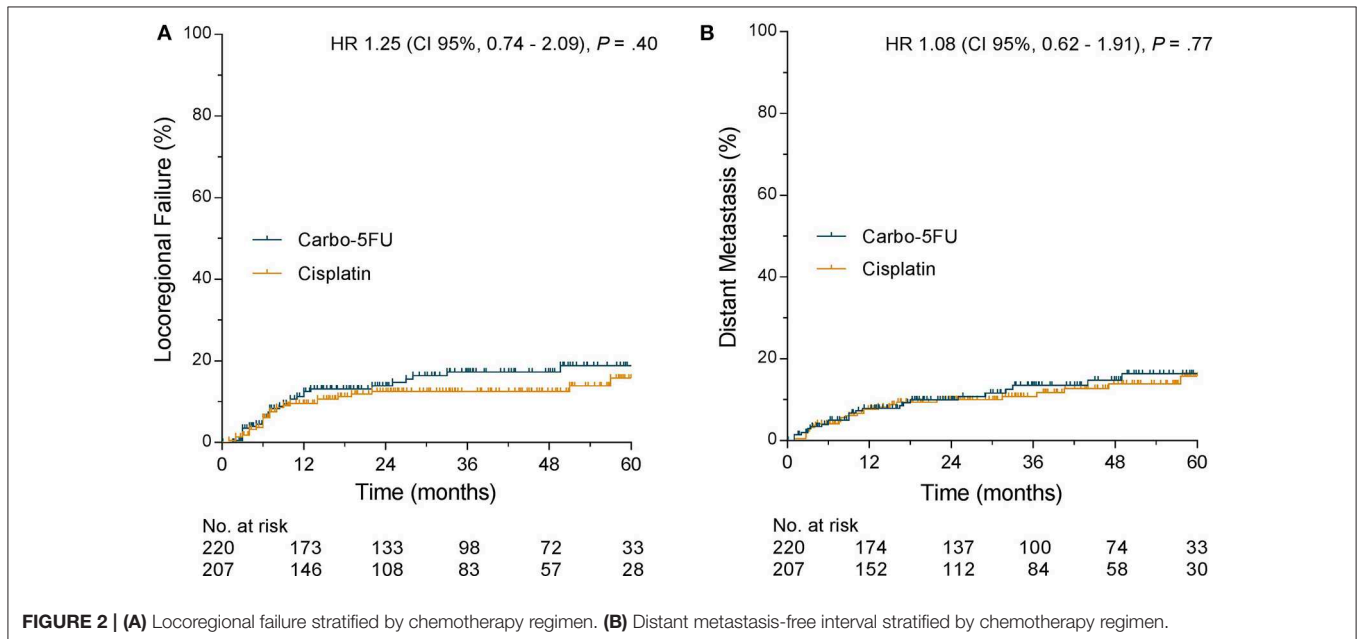 A
HR 1.25 (CI 95%, 0.74 - 2.09), P = .40
Locoregional Failure (%)
100
80
60
40
20
0
Carbo-5FU
Cisplatin
0 12 24 36 48 60
Time (months)
No. at risk
220 173 133 98 72 33
207 146 108 83 57 28
B
HR 1.08 (CI 95%, 0.62 - 1.91), P = .77
Distant Metastasis (%)
100
80
60
40
20
0
Carbo-5FU
Cisplatin
0 12 24 36 48 60
Time (months)
No. at risk
220 174 137 100 74 33
207 152 112 84 58 30
FIGURE 2 | (A) Locoregional failure stratified by chemotherapy regimen. (B) Distant metastasis-free interval stratified by chemotherapy regimen.